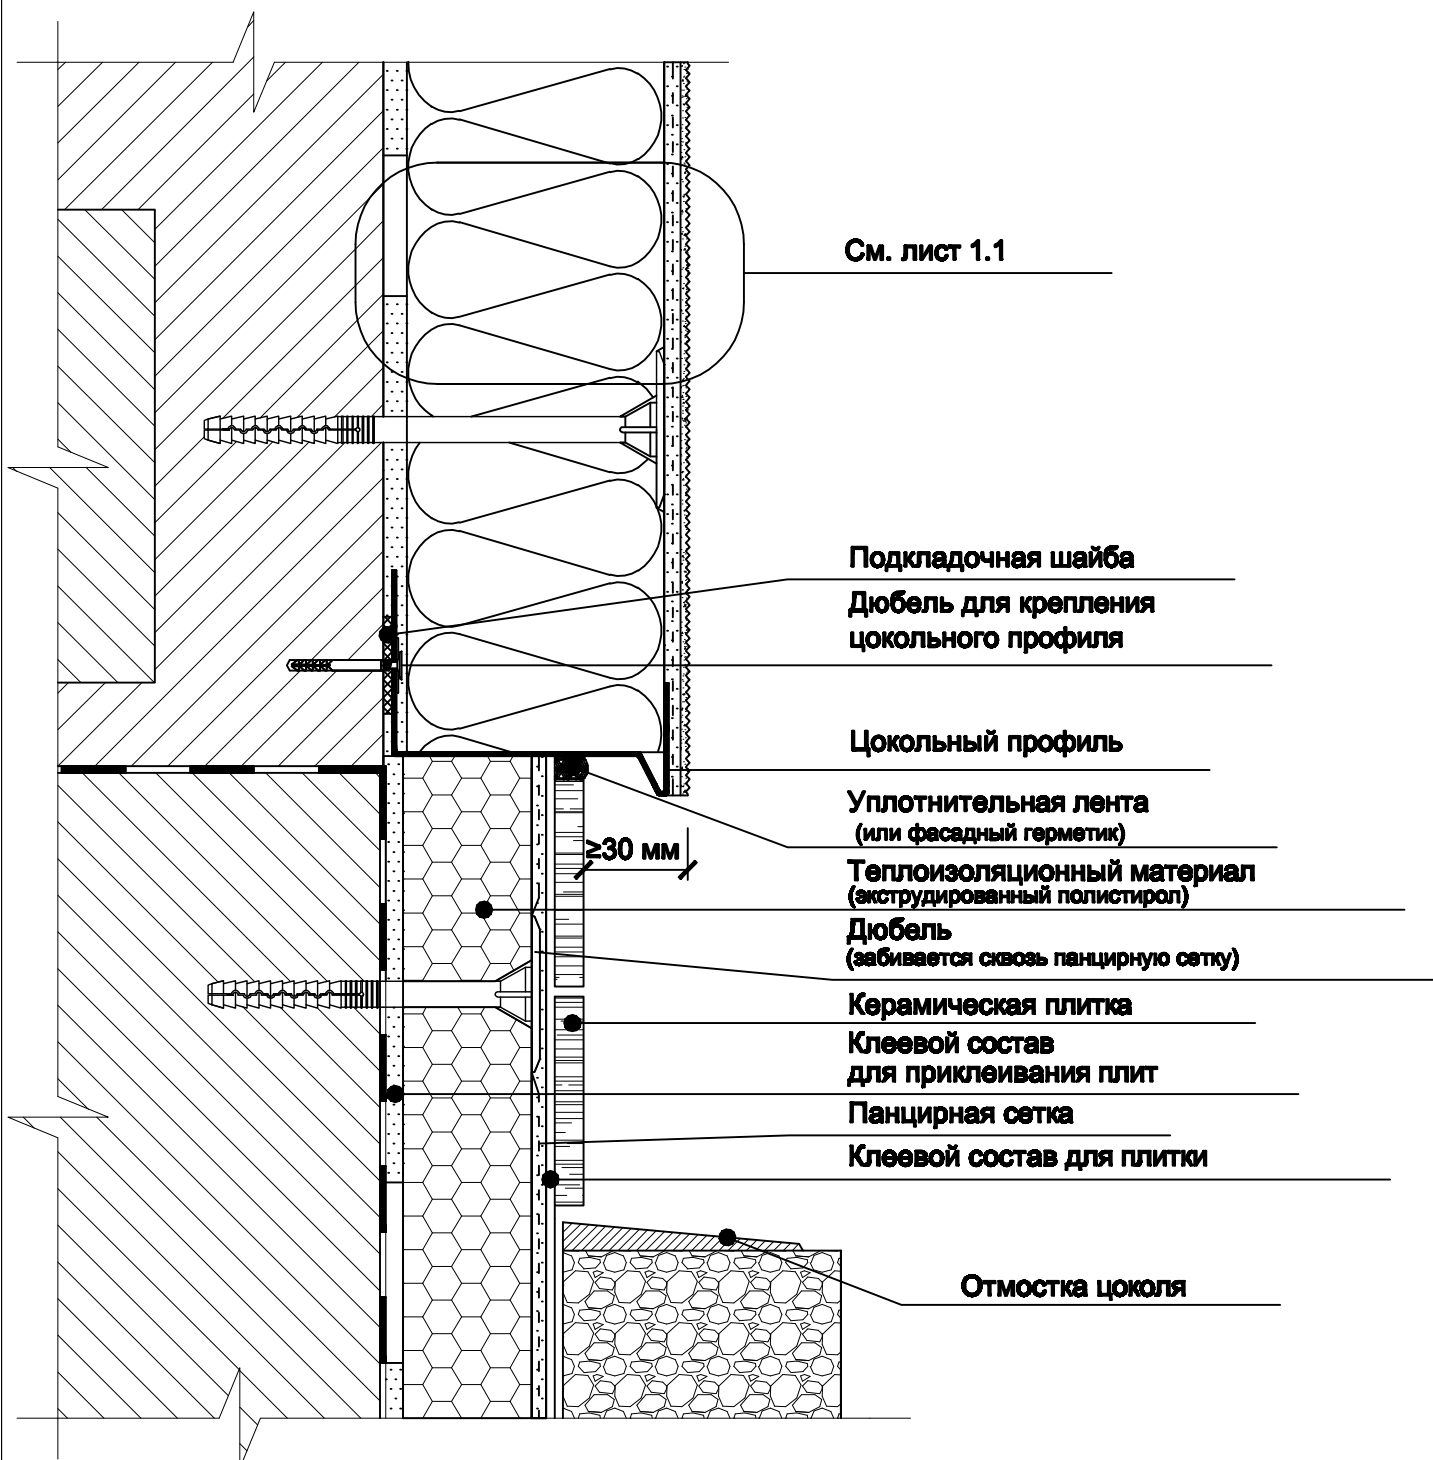 См. лист 1.1
Подкладочная шайба
Дюбель для крепления
цокольного профиля
Цокольный профиль
Уплотнительная лента
(или фасадный герметик)
≥30 мм
Теплоизоляционный материал
(экструдированный полистирол)
Дюбель
(забивается сквозь панцирную сетку)
Керамическая плитка
Клеевой состав
для приклеивания плит
Панцирная сетка
Клеевой состав для плитки
Отмостка цоколя